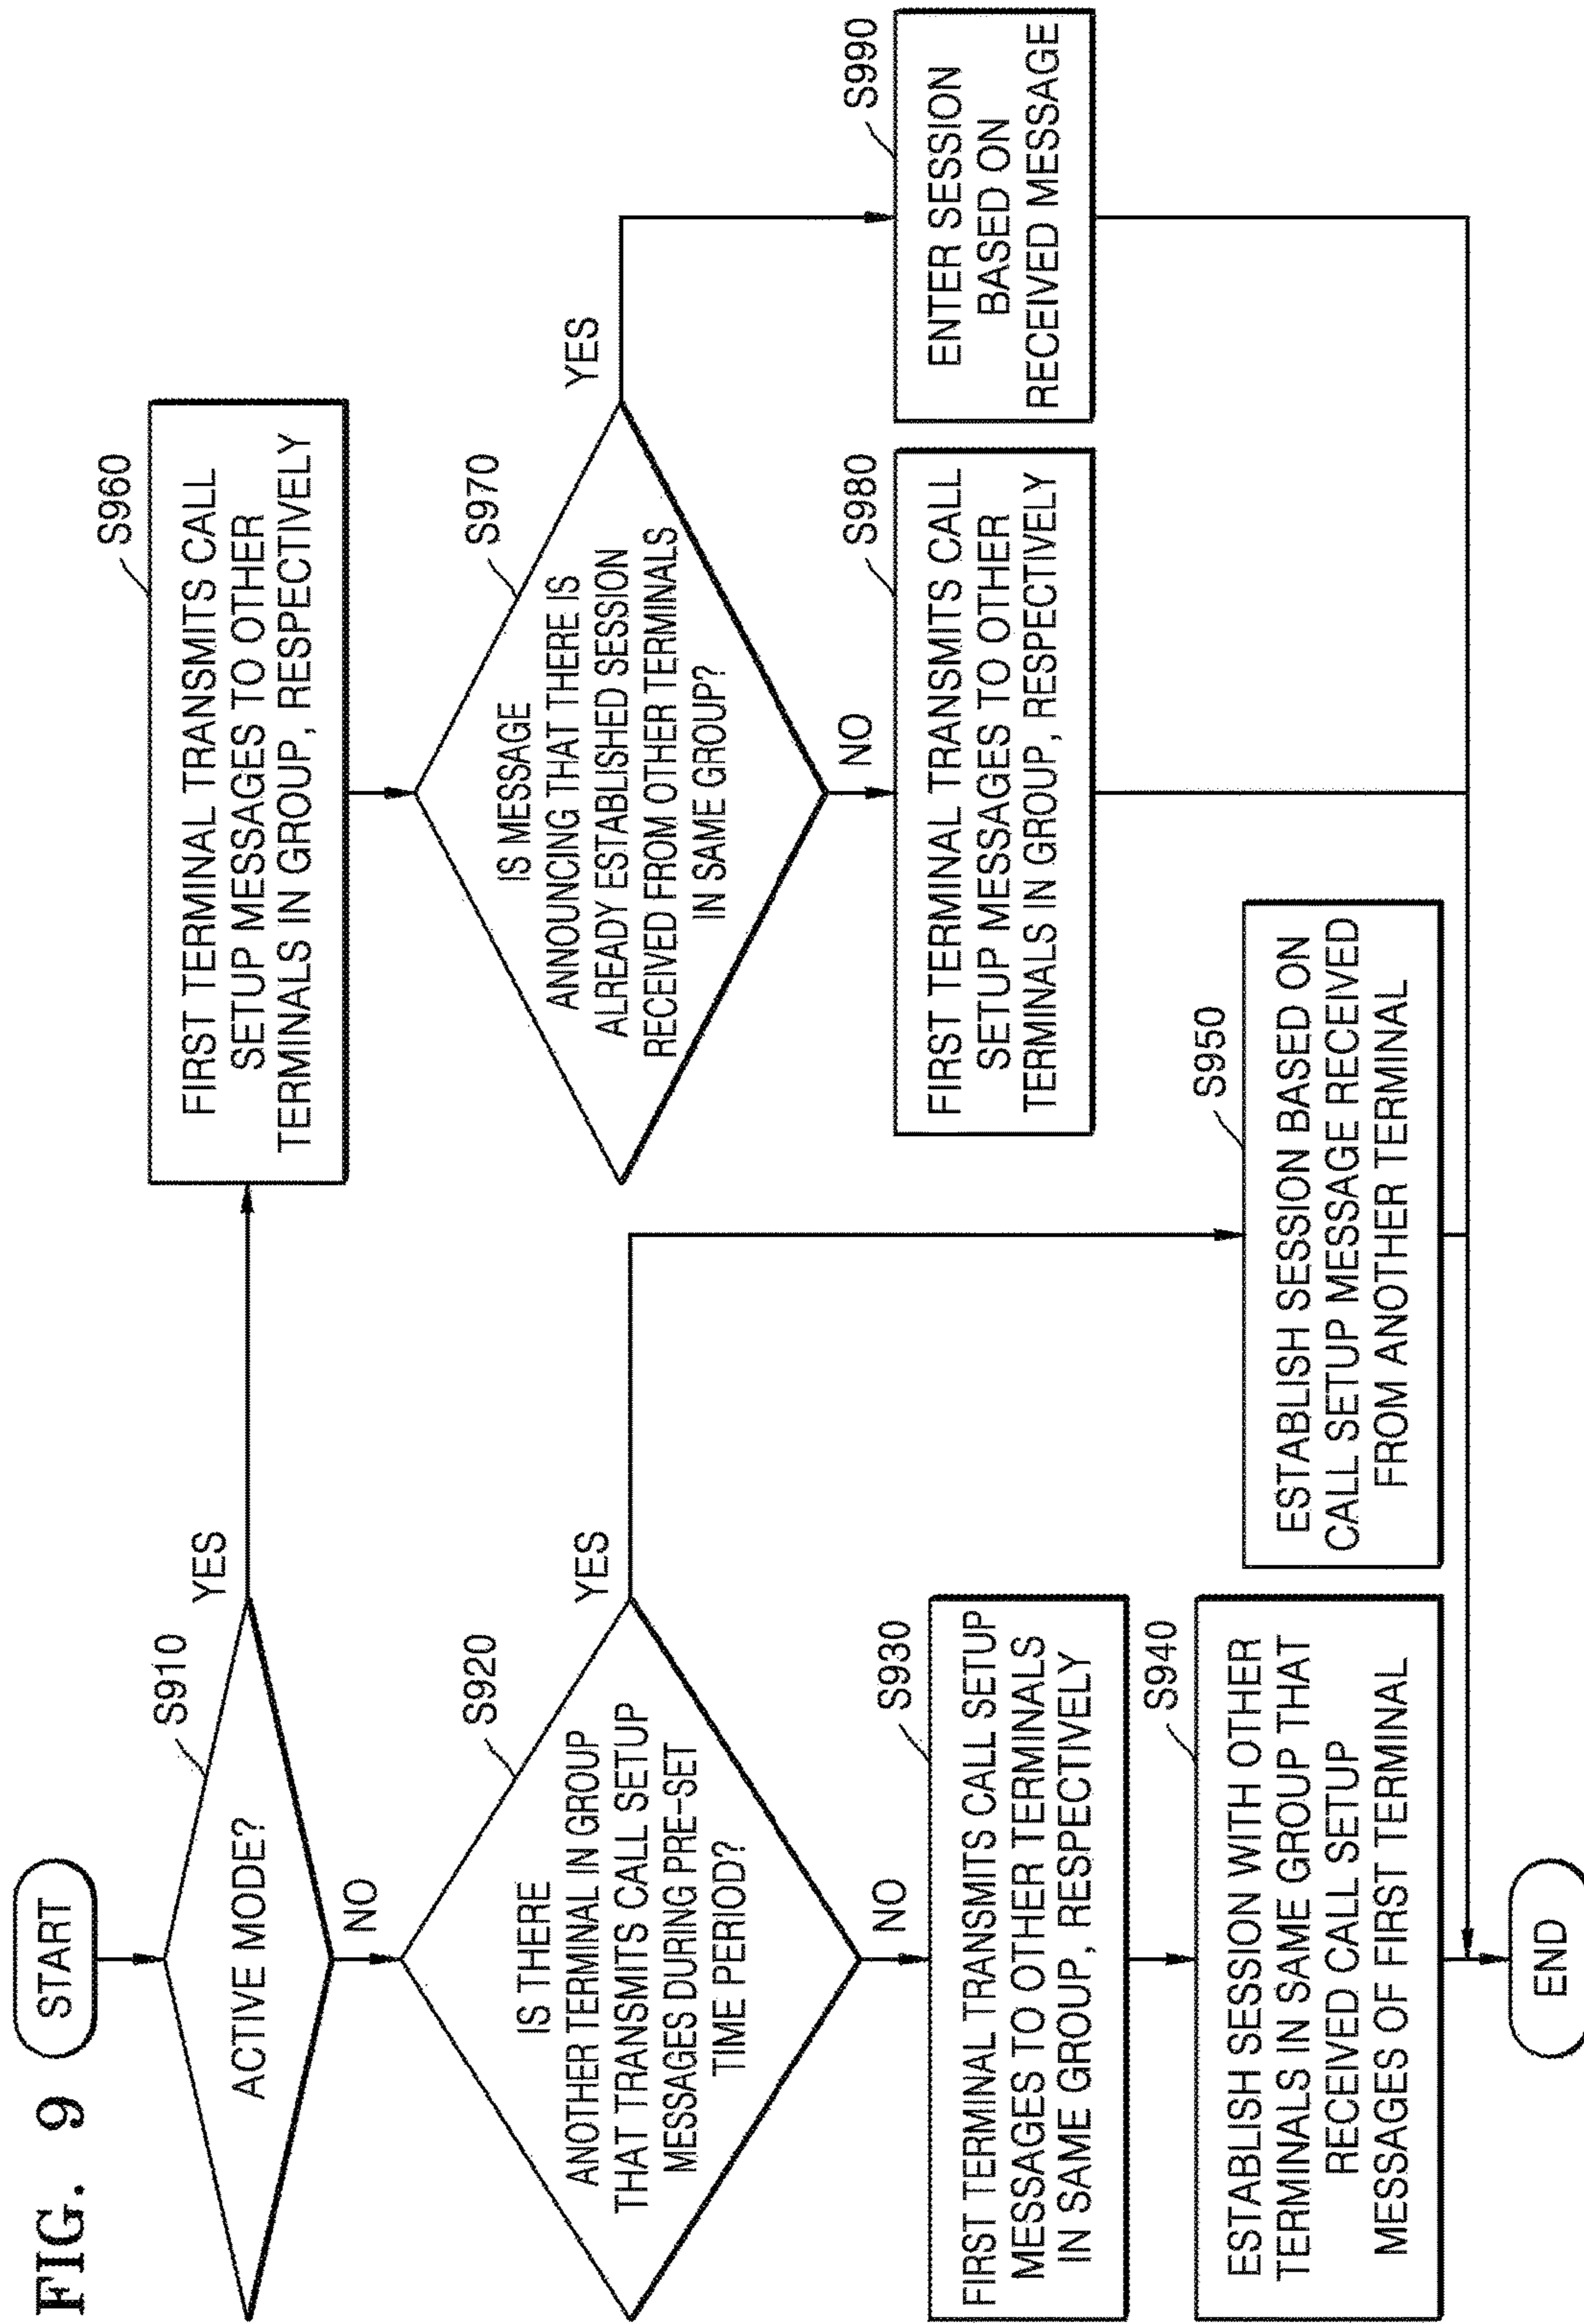 FIG. 9
START
S910
ACTIVE MODE?
YES
NO
S920
IS THERE
ANOTHER TERMINAL IN GROUP
THAT TRANSMITS CALL SETUP
MESSAGES DURING PRE-SET
TIME PERIOD?
YES
NO
S930
FIRST TERMINAL TRANSMITS CALL SETUP
MESSAGES TO OTHER TERMINALS
IN SAME GROUP, RESPECTIVELY
S940
ESTABLISH SESSION WITH OTHER
TERMINALS IN SAME GROUP THAT
RECEIVED CALL SETUP
MESSAGES OF FIRST TERMINAL
S950
ESTABLISH SESSION BASED ON
CALL SETUP MESSAGE RECEIVED
FROM ANOTHER TERMINAL
S960
FIRST TERMINAL TRANSMITS CALL
SETUP MESSAGES TO OTHER
TERMINALS IN GROUP, RESPECTIVELY
S970
IS MESSAGE
ANNOUNCING THAT THERE IS
ALREADY ESTABLISHED SESSION
RECEIVED FROM OTHER TERMINALS
IN SAME GROUP?
YES
NO
S980
FIRST TERMINAL TRANSMITS CALL
SETUP MESSAGES TO OTHER
TERMINALS IN GROUP, RESPECTIVELY
S990
ENTER SESSION
BASED ON
RECEIVED MESSAGE
END